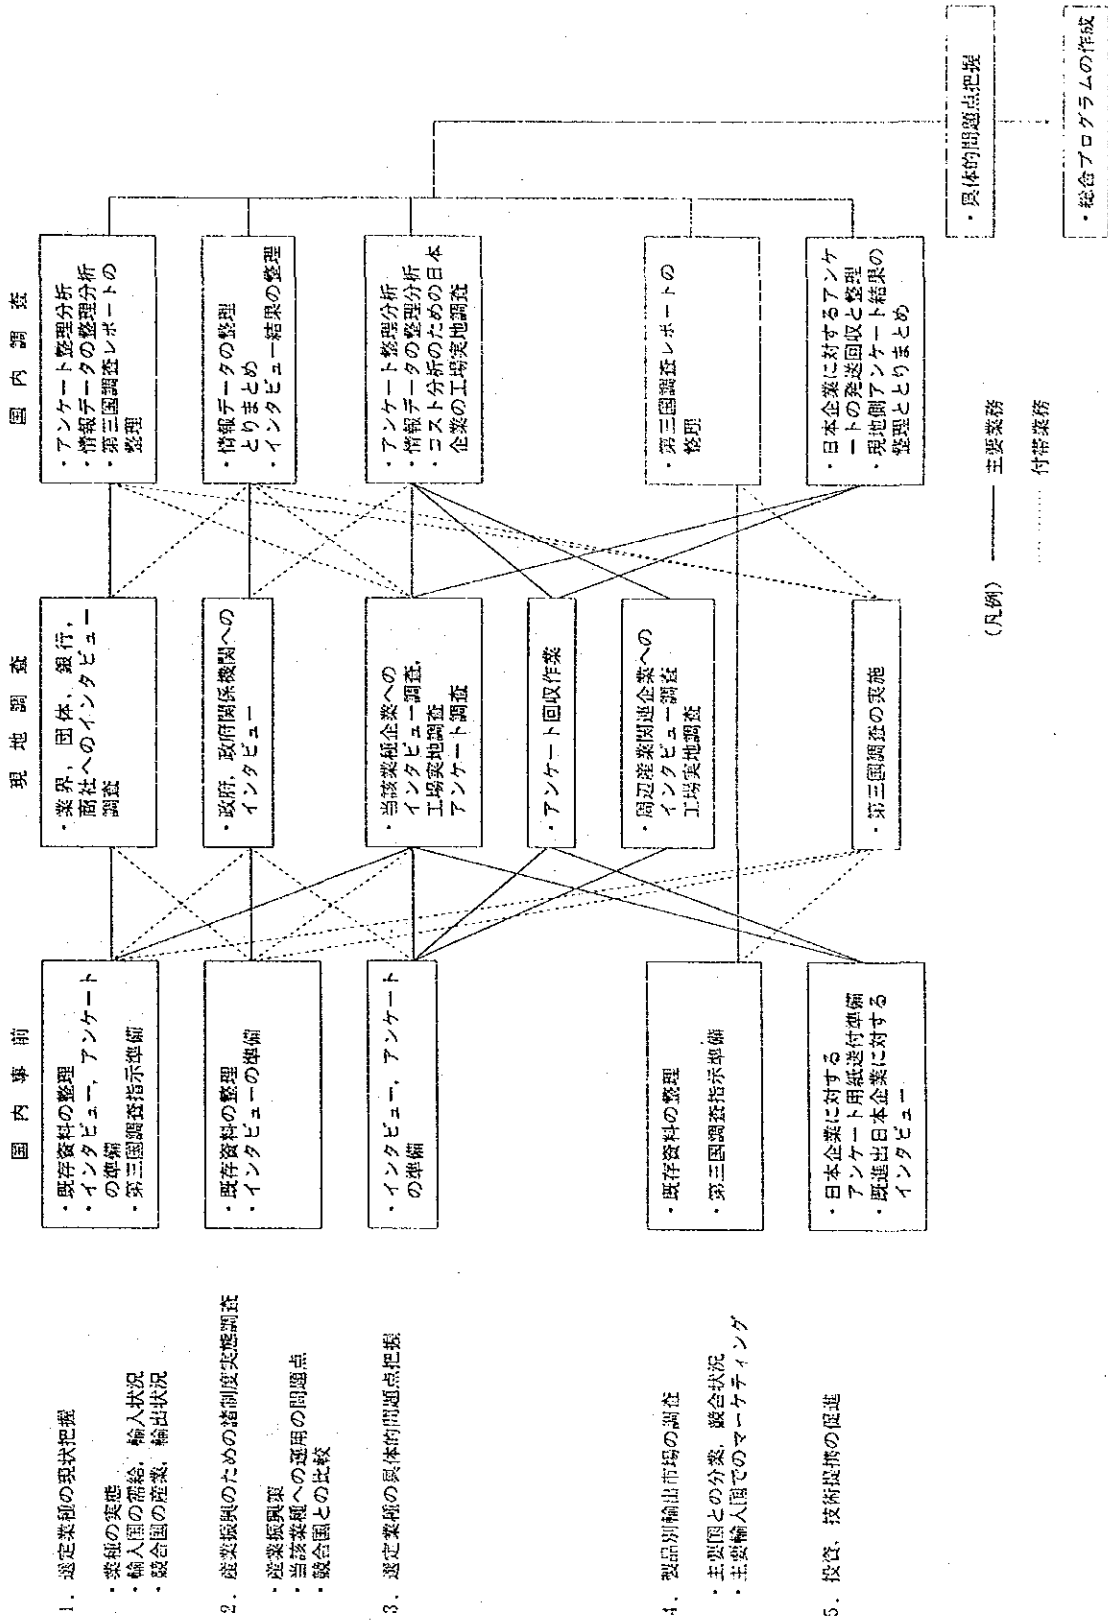 国内事前
現地調査
国内調査
1．選定業種の現状把握
・業種の実態
・輸入国の需給，輸入状況
・競合国の産業，輸出状況
・既存資料の整理
・インタビュー，アンケート
の準備
・第三国調査指示準備
・業界，団体，銀行，
商社へのインタビュー
調査
・アンケート整理分析
・情報データの整理分析
・第三国調査レポートの
整理
2．産業振興のための諸制度実態調査
・産業振興策
・当該業種への運用の問題点
・競合国との比較
・既存資料の整理
・インタビューの準備
・政府，政府関係機関への
インタビュー
・情報データの整理
とりまとめ
・インタビュー結果の整理
3．選定業種の具体的問題点把握
・インタビュー，アンケート
の準備
・当該業種企業への
インタビュー調査，
工場実地調査
アンケート調査
・アンケート整理分析
・情報データの整理分析
・コスト分析のための日本
企業の工場実地調査
・アンケート回収作業
・周辺産業関連企業への
インタビュー調査
工場実地調査
4．製品別輸出市場の調査
・主要国との分業，競合状況
・主要輸入国でのマーケティング
・既存資料の整理
・第三国調査指示準備
・第三国調査レポートの
整理
5．投資，技術提携の促進
・日本企業に対する
アンケート用紙送付準備
・既進出日本企業に対する
インタビュー
・第三国調査の実施
・日本企業に対するアンケ
ートの発送回収と整理
・現地側アンケート結果の
整理ととりまとめ
・具体的問題点把握
・総合プログラムの作成
(凡例) ──── 主要業務
………… 付帯業務